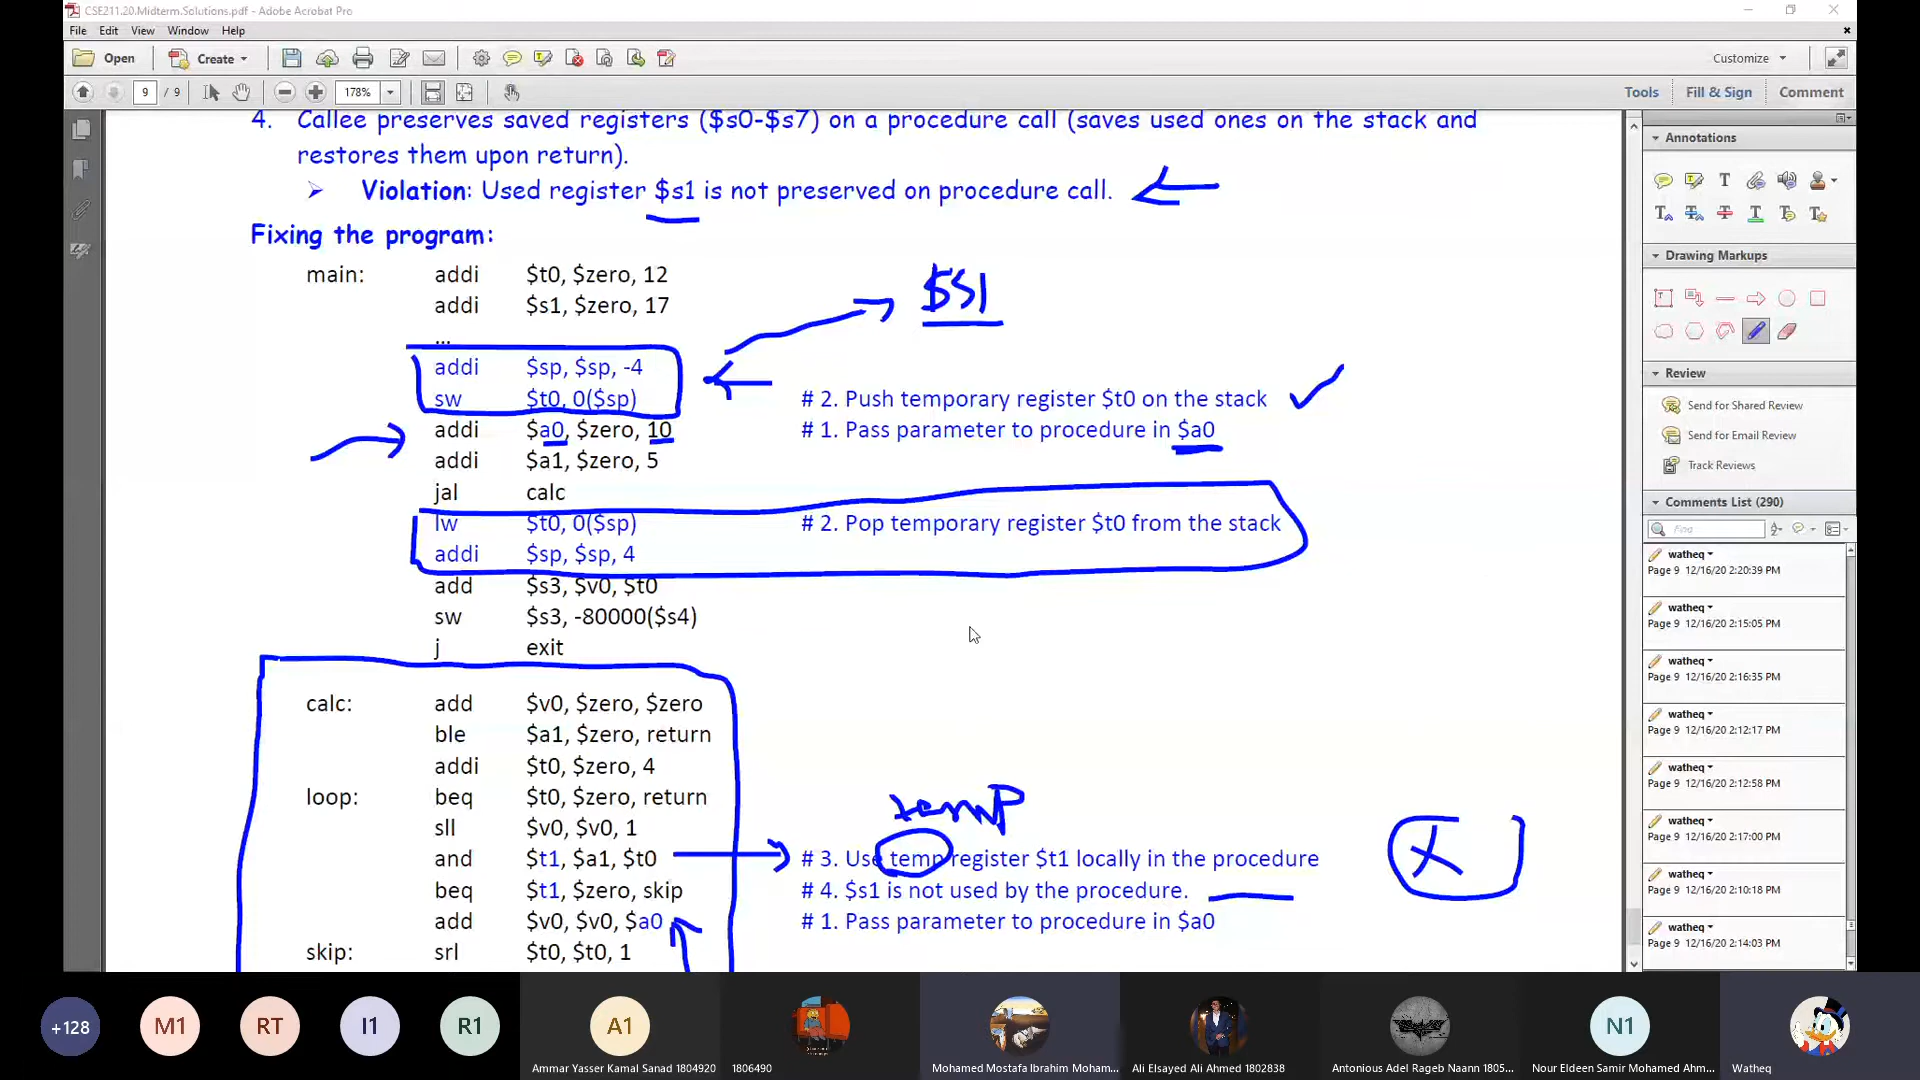 CSE211.20.Midterm.Solutions.pdf - Adobe Acrobat Pro
File Edit View Window Help
Open Create Customize
9 / 9 178% Tools Fill & Sign Comment
4. Callee preserves saved registers ($s0-$s7) on a procedure call (saves used ones on the stack and
restores them upon return).
Violation: Used register $s1 is not preserved on procedure call.
Fixing the program:
main: addi $t0, $zero, 12
addi $s1, $zero, 17
$S1
...
addi $sp, $sp, -4
sw $t0, 0($sp) # 2. Push temporary register $t0 on the stack
addi $a0, $zero, 10 # 1. Pass parameter to procedure in $a0
addi $a1, $zero, 5
jal calc
lw $t0, 0($sp) # 2. Pop temporary register $t0 from the stack
addi $sp, $sp, 4
add $s3, $v0, $t0
sw $s3, -80000($s4)
j exit
calc: add $v0, $zero, $zero
ble $a1, $zero, return
addi $t0, $zero, 4
loop: beq $t0, $zero, return
temp
sll $v0, $v0, 1
and $t1, $a1, $t0 # 3. Use temp register $t1 locally in the procedure
beq $t1, $zero, skip # 4. $s1 is not used by the procedure.
add $v0, $v0, $a0 # 1. Pass parameter to procedure in $a0
skip: srl $t0, $t0, 1
Annotations
Drawing Markups
Review
Send for Shared Review
Send for Email Review
Track Reviews
Comments List (290)
Find
watheq
Page 9 12/16/20 2:20:39 PM
watheq
Page 9 12/16/20 2:15:05 PM
watheq
Page 9 12/16/20 2:16:35 PM
watheq
Page 9 12/16/20 2:12:17 PM
watheq
Page 9 12/16/20 2:12:58 PM
watheq
Page 9 12/16/20 2:17:00 PM
watheq
Page 9 12/16/20 2:10:18 PM
watheq
Page 9 12/16/20 2:14:03 PM
+128 M1 RT I1 R1 A1 N1
Ammar Yasser Kamal Sanad 1804920 1806490 Mohamed Mostafa Ibrahim Moham... Ali Elsayed Ali Ahmed 1802838 Antonious Adel Rageb Naann 1805... Nour Eldeen Samir Mohamed Ahm... Watheq